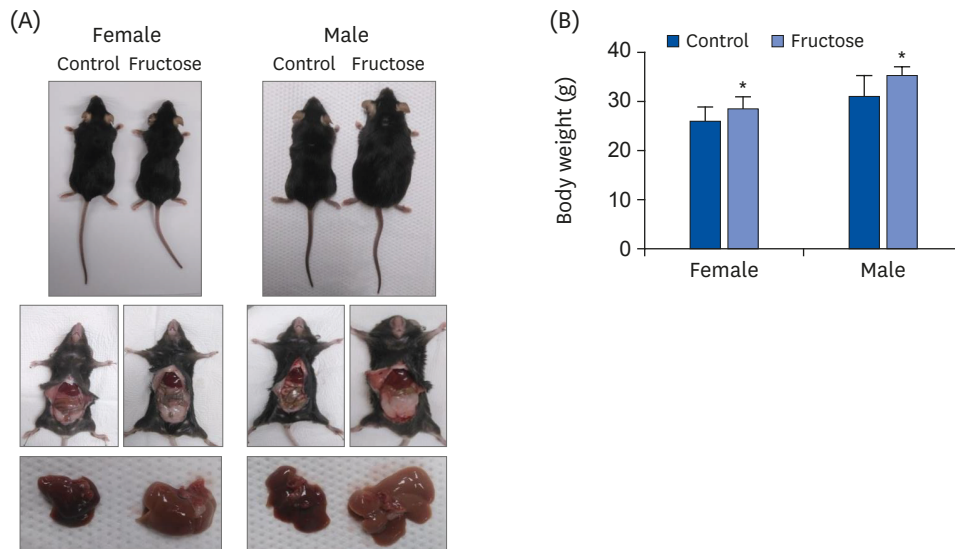 (A)
Female Male
Control Fructose Control Fructose
(B)
Control Fructose
Body weight (g)
40
30
20
10
0
* *
Female Male